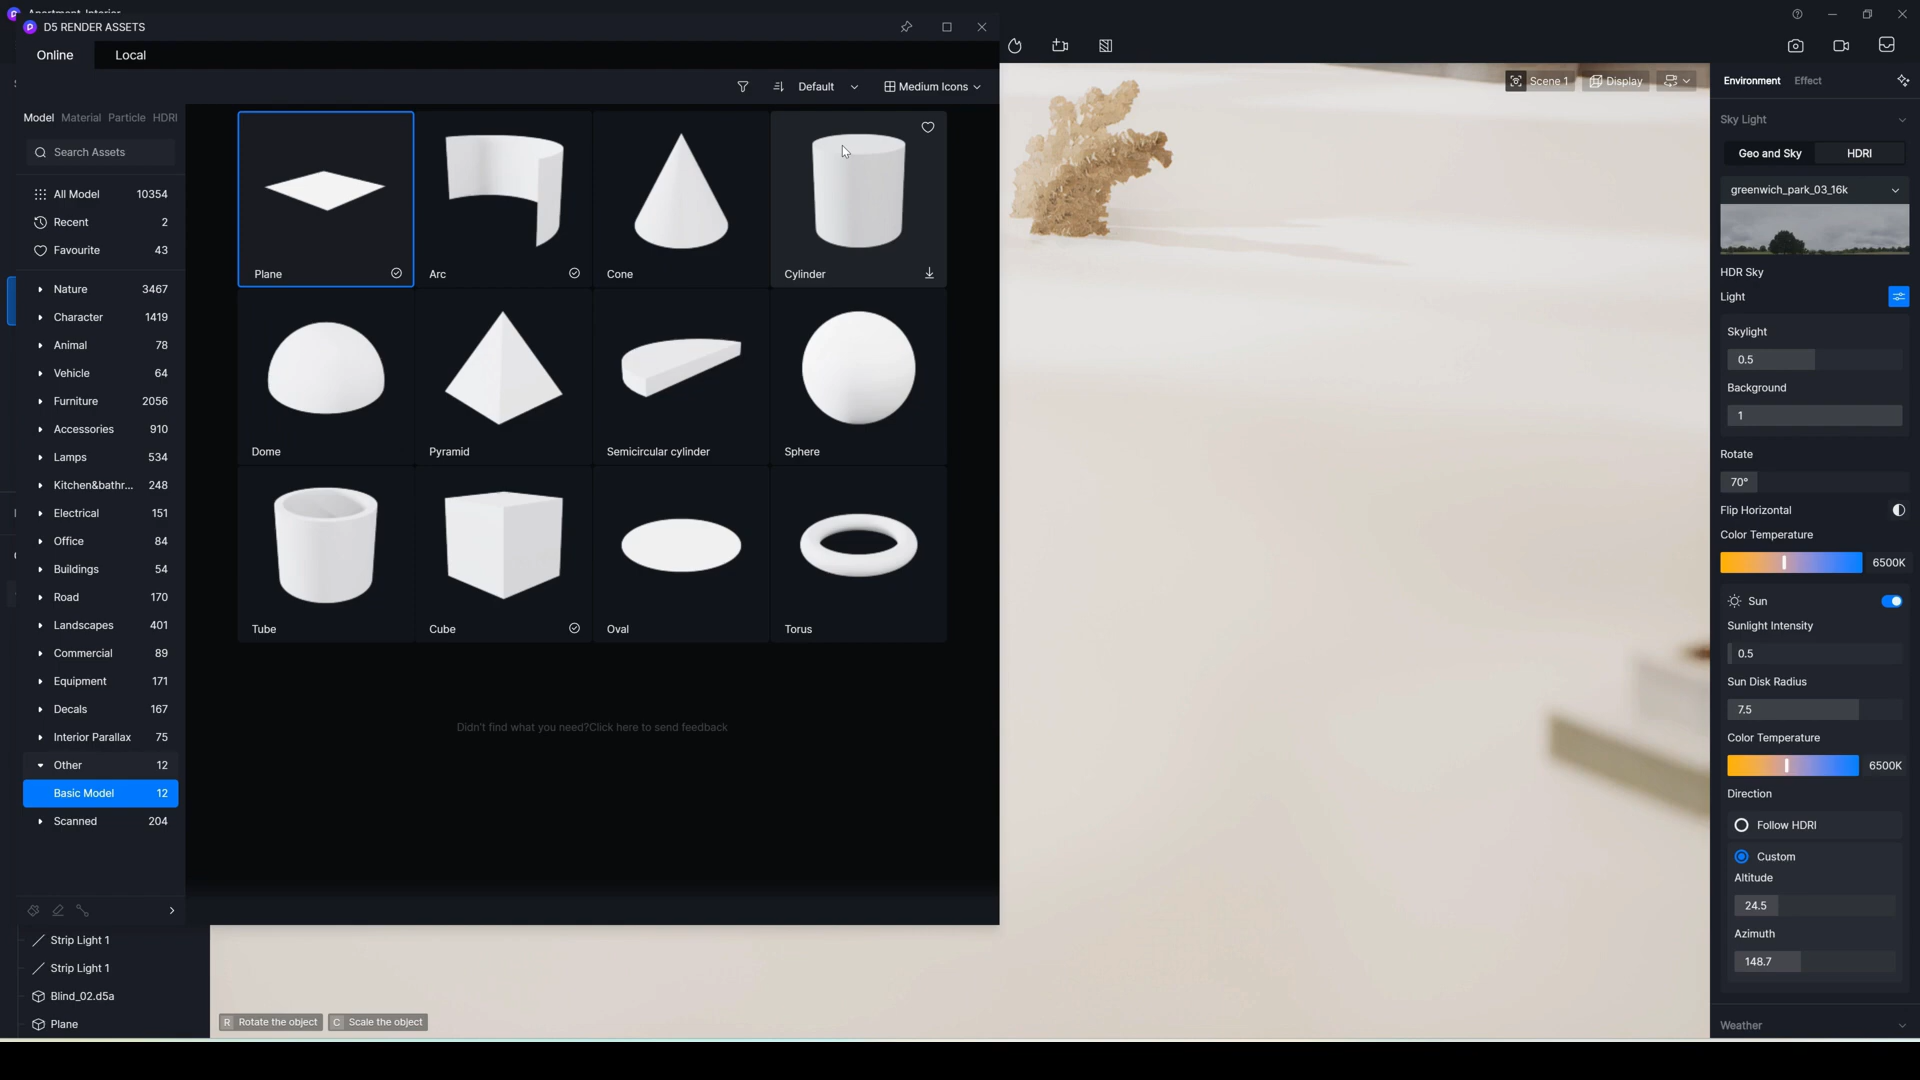 Apartment_Interior
D5 RENDER ASSETS
Online
Local
Default
Medium Icons
Scene 1
Display
Environment
Effect
Model
Material
Particle
HDRI
Search Assets
All Model 10354
Recent 2
Favourite 43
Nature 3467
Character 1419
Animal 78
Vehicle 64
Furniture 2056
Accessories 910
Lamps 534
Kitchen&bathr... 248
Electrical 151
Office 84
Buildings 54
Road 170
Landscapes 401
Commercial 89
Equipment 171
Decals 167
Interior Parallax 75
Other 12
Basic Model 12
Scanned 204
Plane
Arc
Cone
Cylinder
Dome
Pyramid
Semicircular cylinder
Sphere
Tube
Cube
Oval
Torus
Didn't find what you need?Click here to send feedback
Strip Light 1
Strip Light 1
Blind_02.d5a
Plane
R Rotate the object
C Scale the object
Sky Light
Geo and Sky
HDRI
greenwich_park_03_16k
HDR Sky
Light
Skylight
0.5
Background
1
Rotate
70°
Flip Horizontal
Color Temperature
6500K
Sun
Sunlight Intensity
0.5
Sun Disk Radius
7.5
Color Temperature
6500K
Direction
Follow HDRI
Custom
Altitude
24.5
Azimuth
148.7
Weather